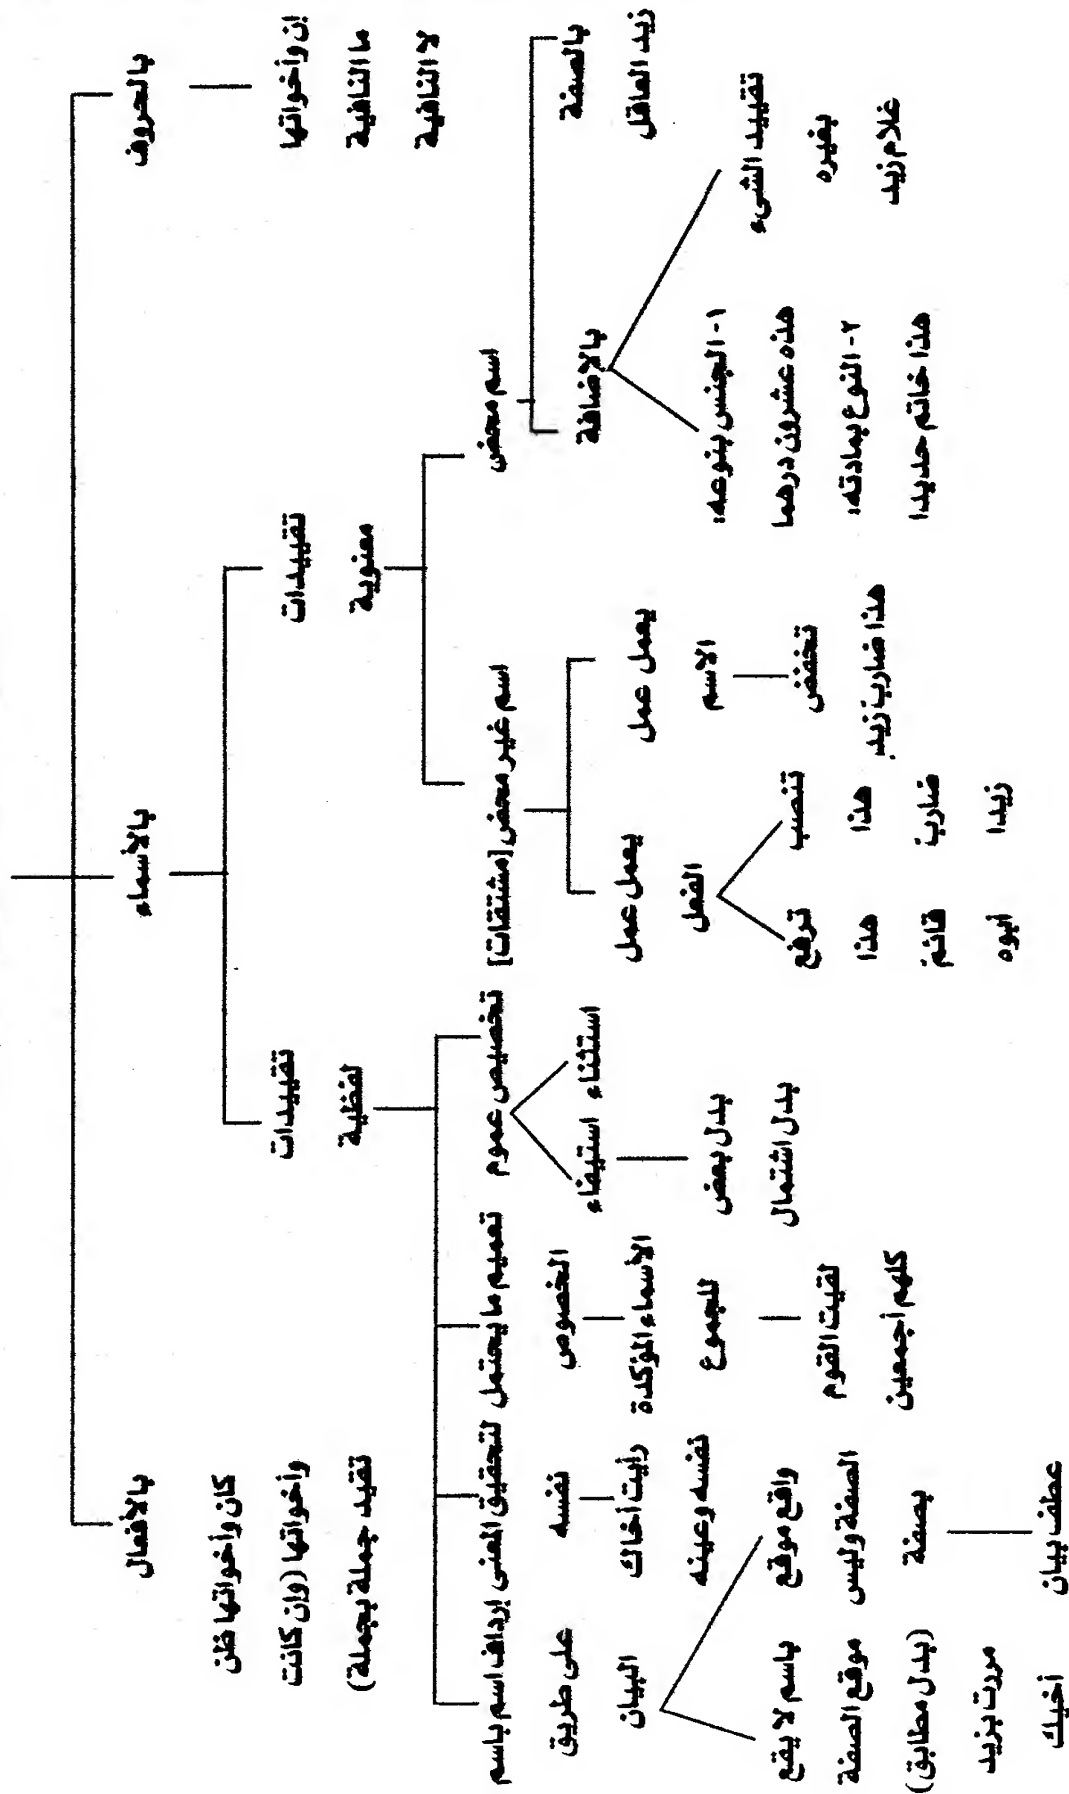 بالحروف
إن وأخواتها
ما النافية
لا النافية
بالأسماء
تقييدات
معنوية
اسم محض
بالصفة
زيد العاقل
بالإضافة
تقييد الشيء
بغيره
غلام زيد
١- الجنس بنوعه:
هذه عشرون درهما
٢- النوع بمادته:
هذا خاتم حديدا
اسم غير محض [مشتقات]
يعمل عمل
الاسم
تخفض
هذا ضارب زيد.
يعمل عمل
الفعل
تنصب
هذا
ضارب
زيدا
ترفع
هذا
قائم
أبوه
تقييدات
لفظية
تخصيص عموم
استثناء
استيفاء
بدل بعض
بدل اشتمال
تعميم ما يحتمل
الخصوص
الأسماء المؤكدة
للجموع
لقيت القوم
كلهم أجمعين
لتحقيق المعنى
نفسه
رأيت أخاك
نفسه وعينه
إرداف اسم باسم
على طريق
البيان
واقع موقع
الصفة وليس
بصفة
عطف بيان
باسم لا يقع
موقع الصفة
(بدل مطابق)
مررت بزيد
أخيك
بالأفعال
كان وأخواتها ظن
وأخواتها (وإن كانت
تقيد جملة بجملة)